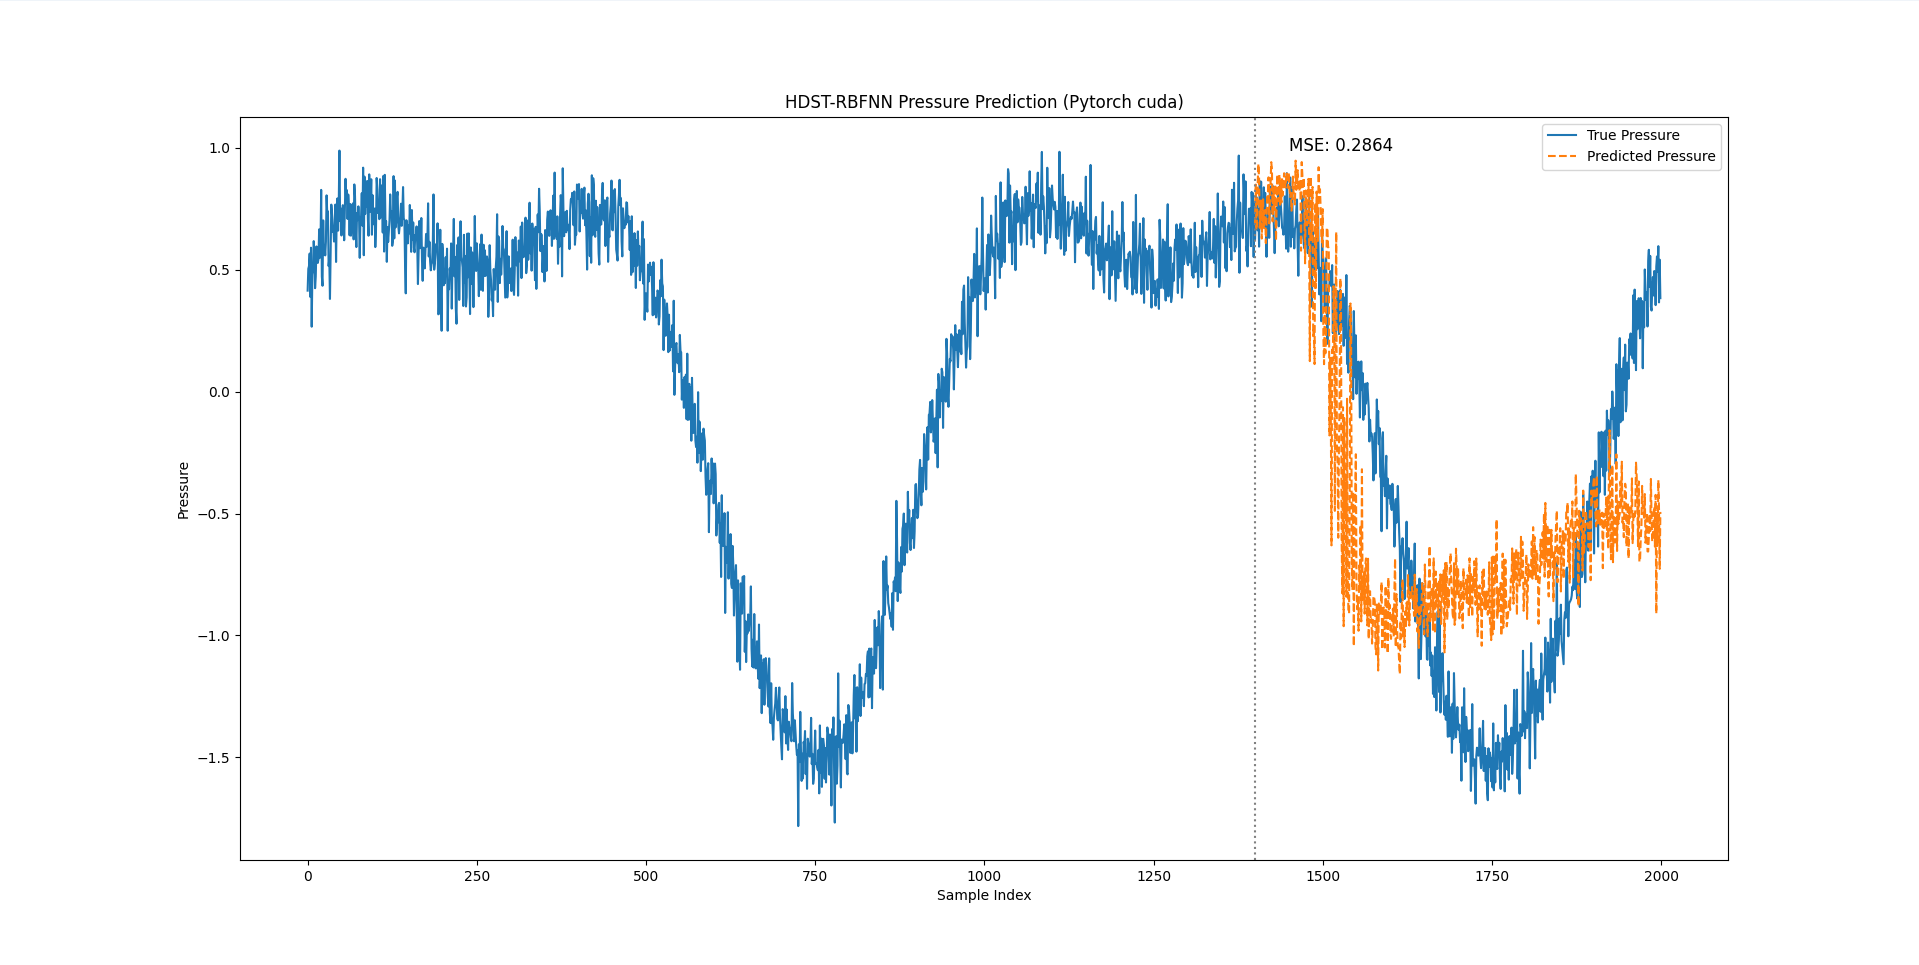 HDST-RBFNN Pressure Prediction (Pytorch cuda)
MSE: 0.2864
True Pressure
Predicted Pressure
1.0
0.5
0.0
−0.5
−1.0
−1.5
Pressure
0 250 500 750 1000 1250 1500 1750 2000
Sample Index